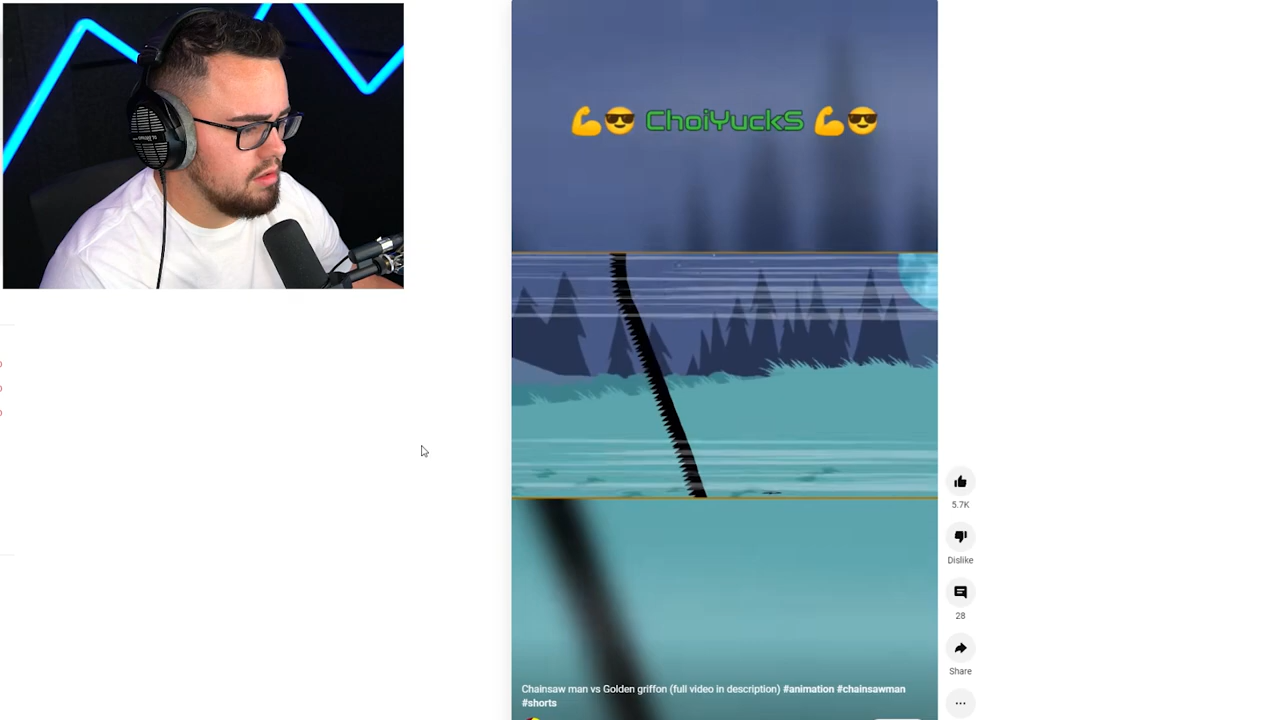 💪😎 ChoiYuckS 💪😎
5.7K
Dislike
28
Share
Chainsaw man vs Golden griffon (full video in description) #animation #chainsawman
#shorts